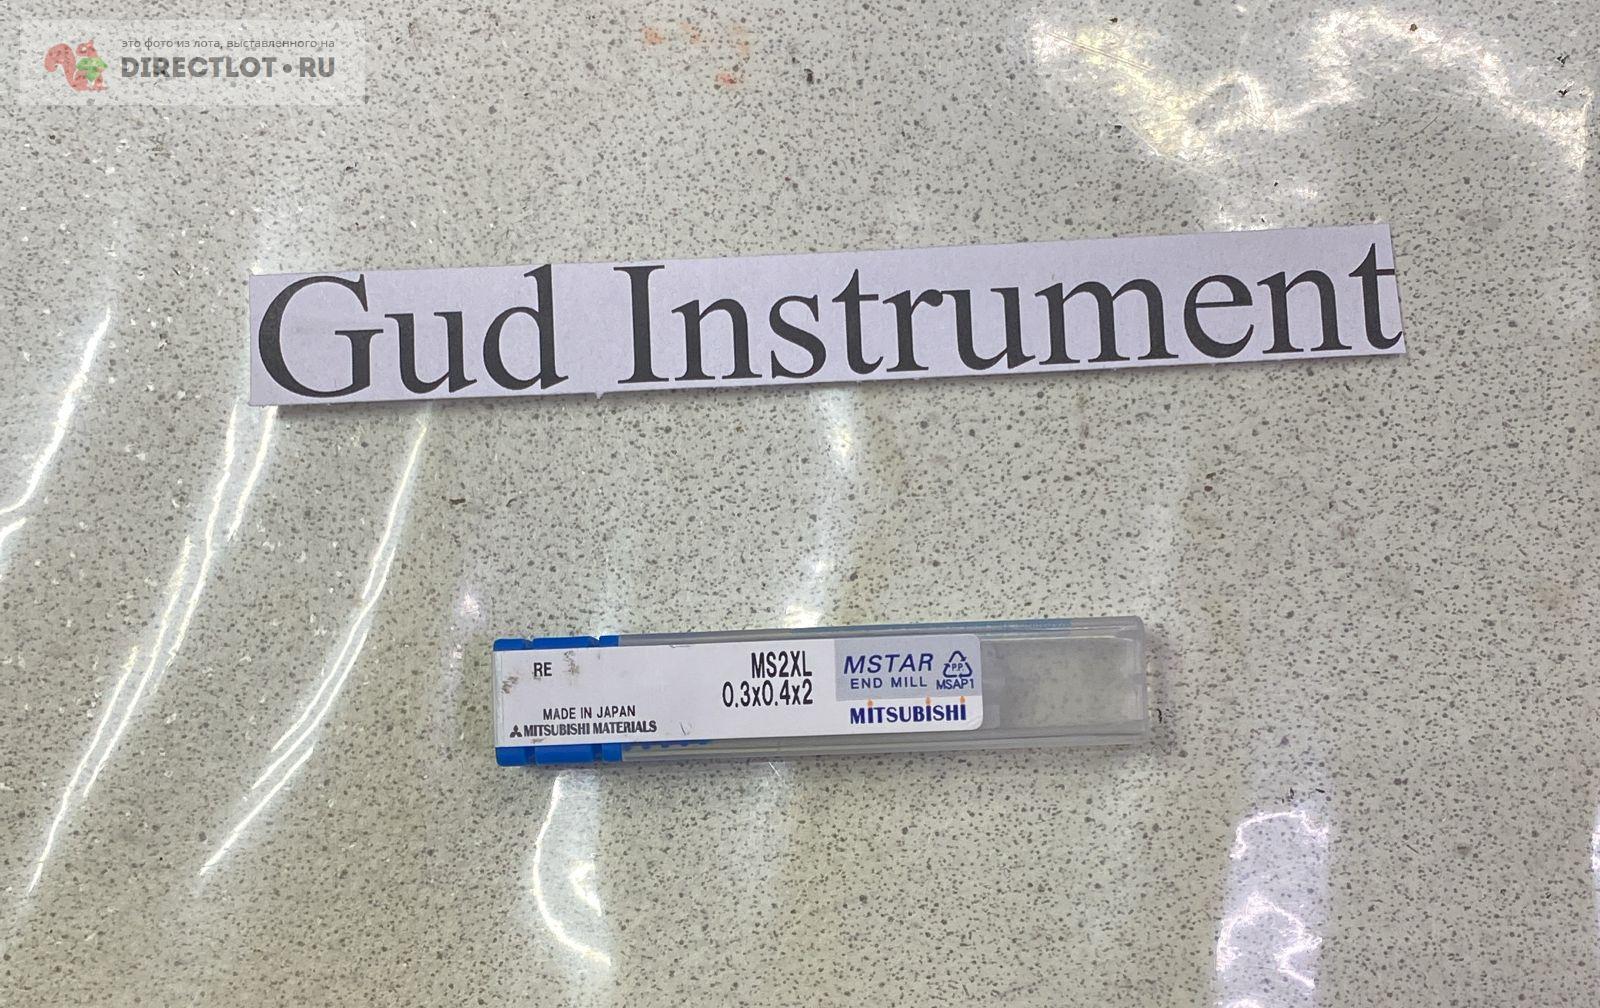 это фото из лота, выставленного на
DIRECTLOT•RU
Gud Instrument
RE
MS2XL
0.3x0.4x2
MADE IN JAPAN
MITSUBISHI MATERIALS
MSTAR
END MILL
PP
MSAP1
MITSUBISHI